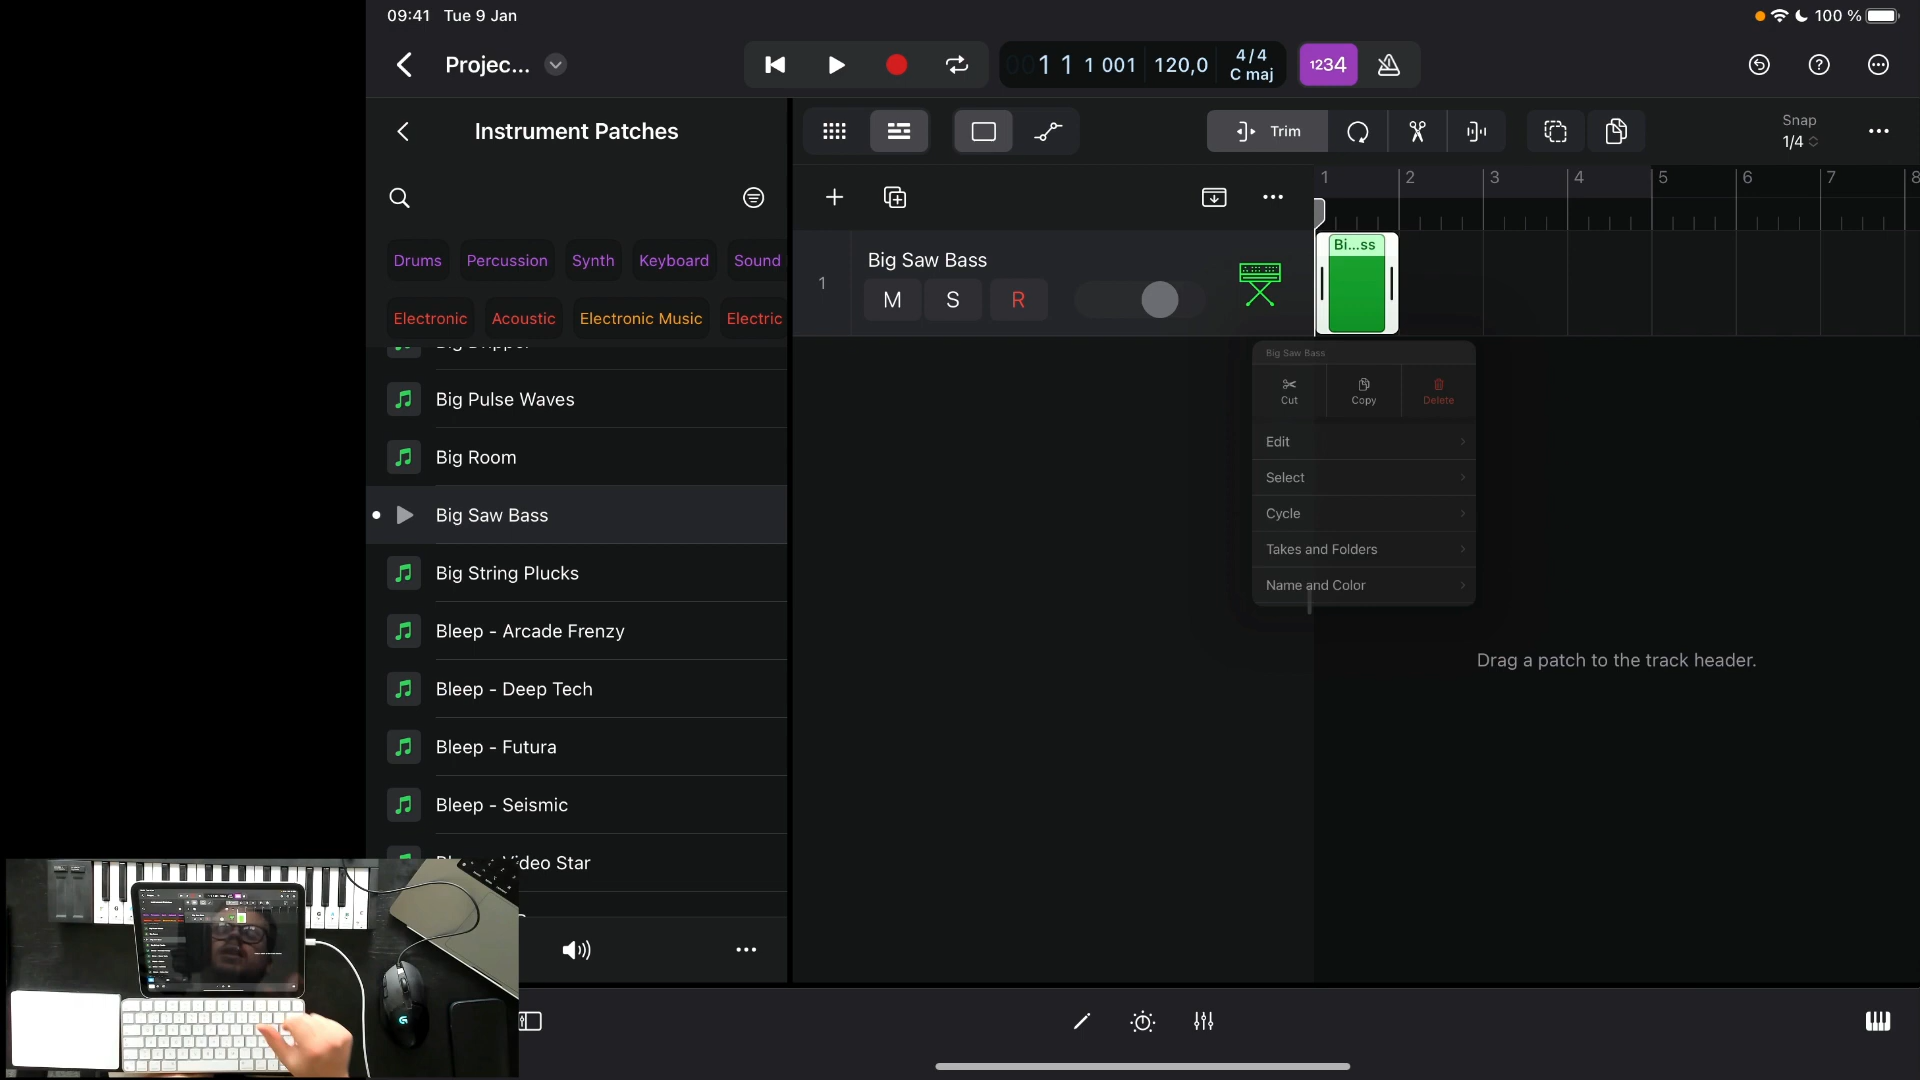 09:41 Tue 9 Jan
100 %
Projec...
001 1 1 001
120,0
4/4
C maj
1234
Instrument Patches
Trim
Snap
1/4
Drums Percussion Synth Keyboard Sound
Electronic Acoustic Electronic Music Electric
Big Pulse Waves
Big Room
Big Saw Bass
Big String Plucks
Bleep - Arcade Frenzy
Bleep - Deep Tech
Bleep - Futura
Bleep - Seismic
Video Star
1 2 3 4 5 6 7 8
1
Big Saw Bass
M S R
Bi...ss
Big Saw Bass
Cut Copy Delete
Edit
Select
Cycle
Takes and Folders
Name and Color
Drag a patch to the track header.